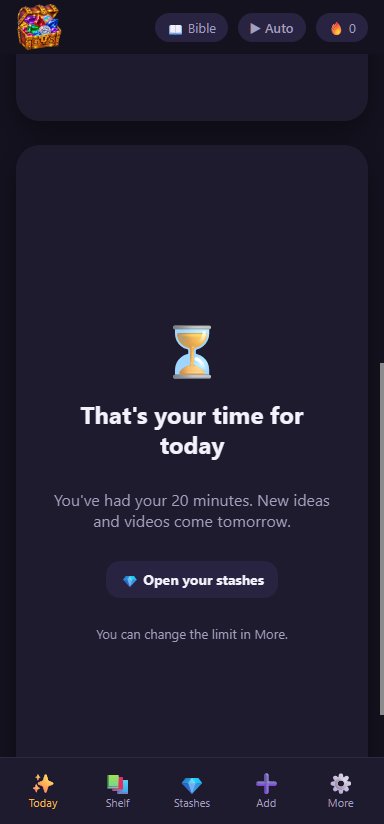 Bible
Auto
0
That's your time for
today
You've had your 20 minutes. New ideas
and videos come tomorrow.
Open your stashes
You can change the limit in More.
Today
Shelf
Stashes
Add
More